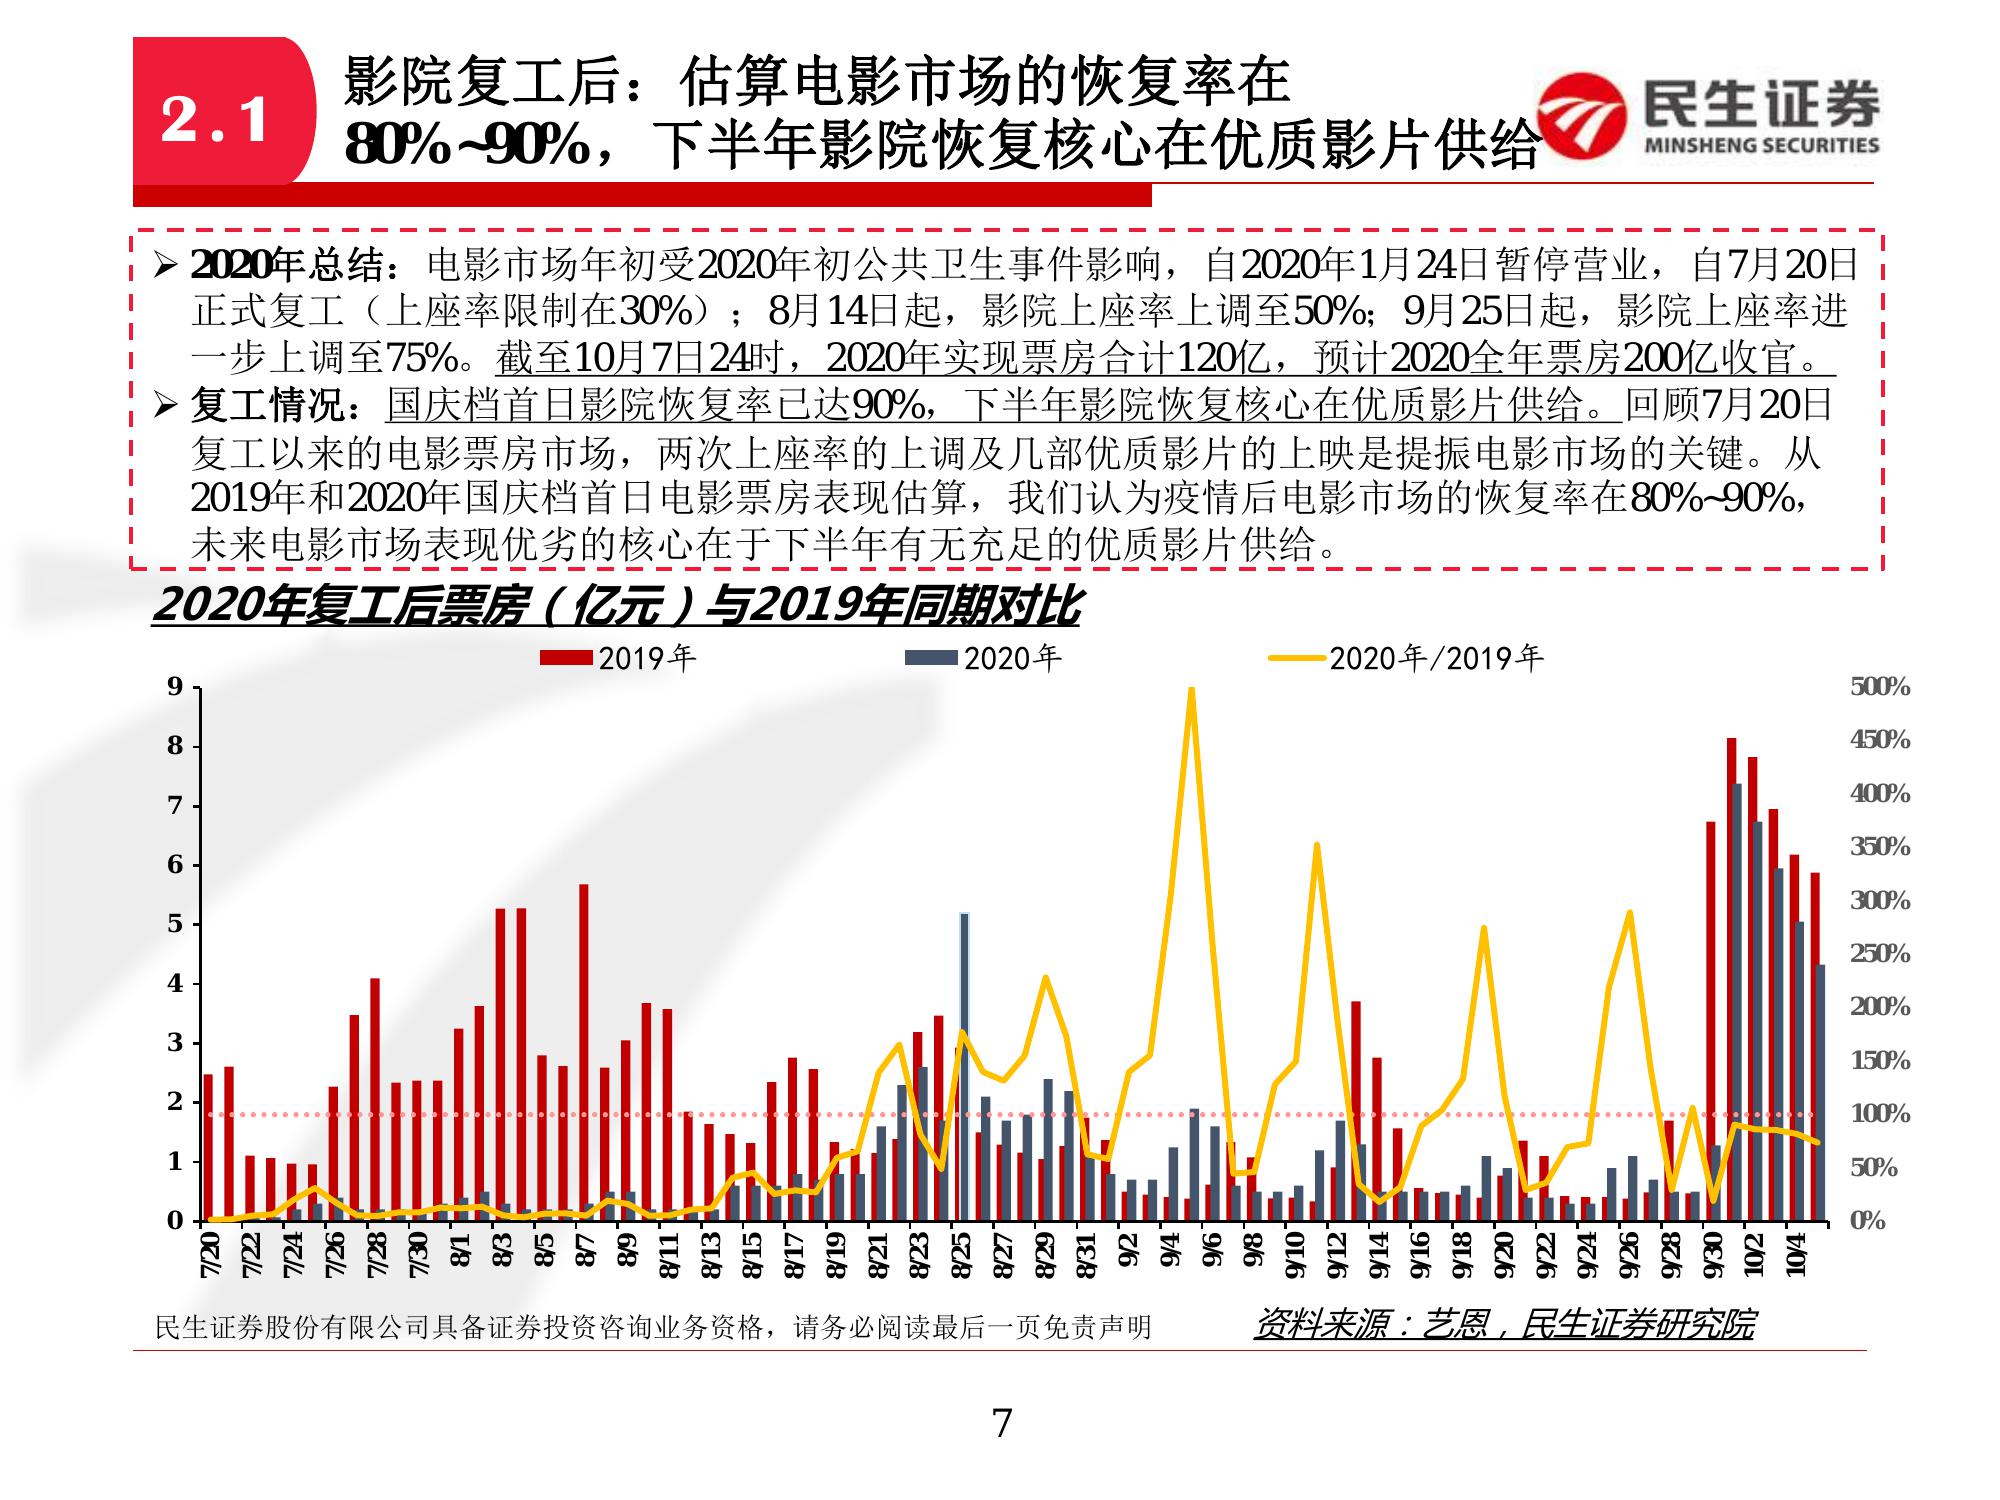 2.1
影院复工后：估算电影市场的恢复率在
80%~90%，下半年影院恢复核心在优质影片供给
民生证券
MINSHENG SECURITIES
➢ 2020年总结：电影市场年初受2020年初公共卫生事件影响，自2020年1月24日暂停营业，自7月20日
正式复工（上座率限制在30%）；8月14日起，影院上座率上调至50%；9月25日起，影院上座率进
一步上调至75%。截至10月7日24时，2020年实现票房合计120亿，预计2020全年票房200亿收官。
➢ 复工情况：国庆档首日影院恢复率已达90%，下半年影院恢复核心在优质影片供给。回顾7月20日
复工以来的电影票房市场，两次上座率的上调及几部优质影片的上映是提振电影市场的关键。从
2019年和2020年国庆档首日电影票房表现估算，我们认为疫情后电影市场的恢复率在80%~90%，
未来电影市场表现优劣的核心在于下半年有无充足的优质影片供给。
2020年复工后票房（亿元）与2019年同期对比
2019年 2020年 2020年/2019年
9 500%
8 450%
7 400%
6 350%
5 300%
4 250%
3 200%
2 150%
1 100%
0 50%
0%
7/20 7/22 7/24 7/26 7/28 7/30 8/1 8/3 8/5 8/7 8/9 8/11 8/13 8/15 8/17 8/19 8/21 8/23 8/25 8/27 8/29 8/31 9/2 9/4 9/6 9/8 9/10 9/12 9/14 9/16 9/18 9/20 9/22 9/24 9/26 9/28 9/30 10/2 10/4
民生证券股份有限公司具备证券投资咨询业务资格，请务必阅读最后一页免责声明
资料来源：艺恩，民生证券研究院
7